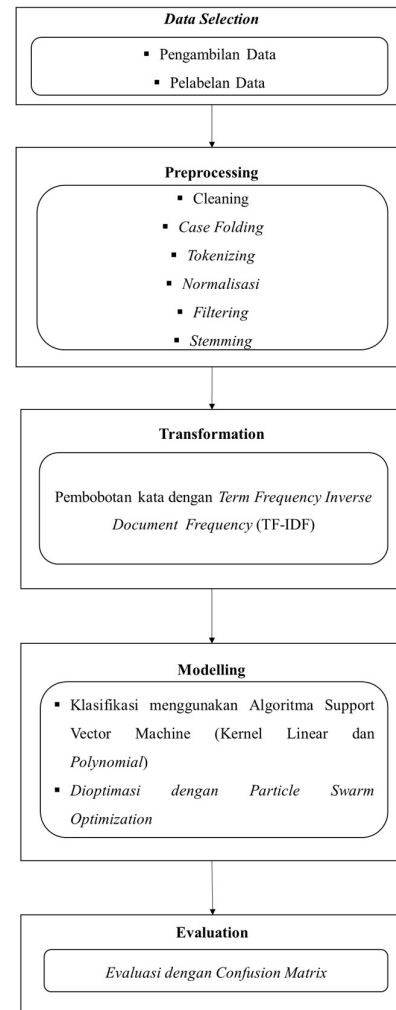 Data Selection
▪ Pengambilan Data
▪ Pelabelan Data
Preprocessing
▪ Cleaning
▪ Case Folding
▪ Tokenizing
▪ Normalisasi
▪ Filtering
▪ Stemming
Transformation
Pembobotan kata dengan Term Frequency Inverse
Document Frequency (TF-IDF)
Modelling
▪ Klasifikasi menggunakan Algoritma Support
Vector Machine (Kernel Linear dan
Polynomial)
▪ Dioptimasi dengan Particle Swarm
Optimization
Evaluation
Evaluasi dengan Confusion Matrix